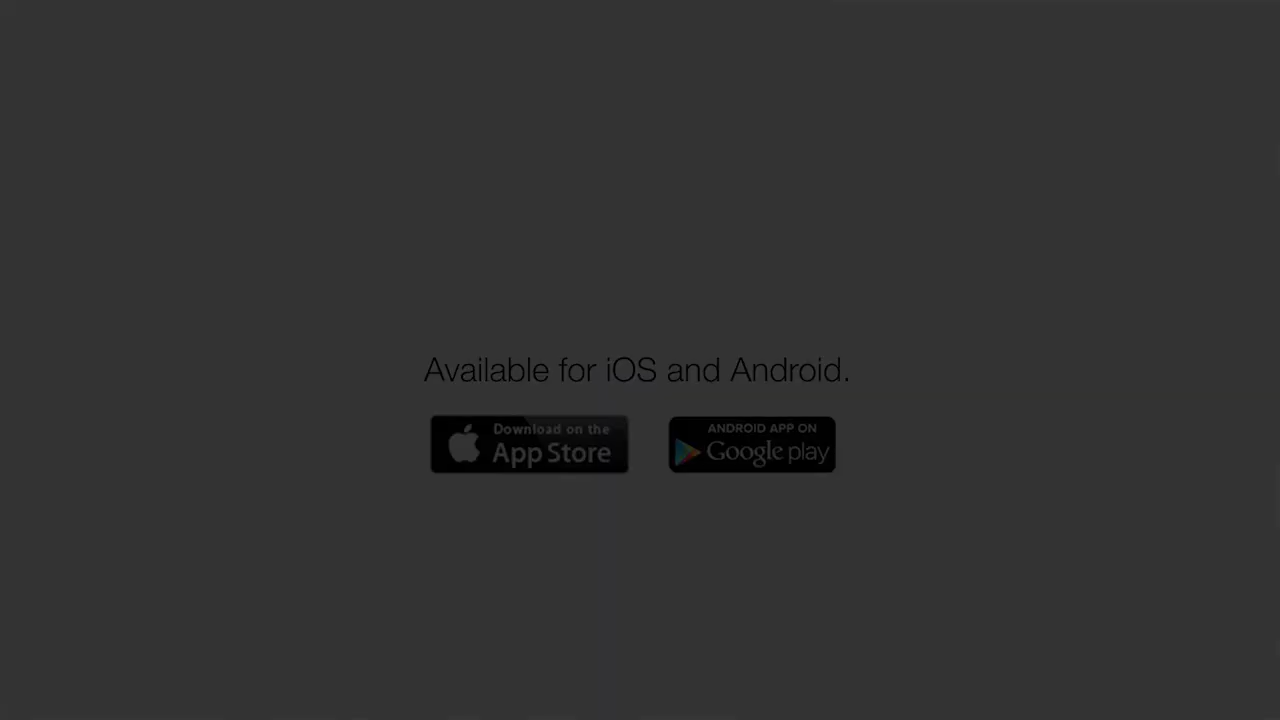 Available for iOS and Android.
Download on the
App Store
ANDROID APP ON
Google play